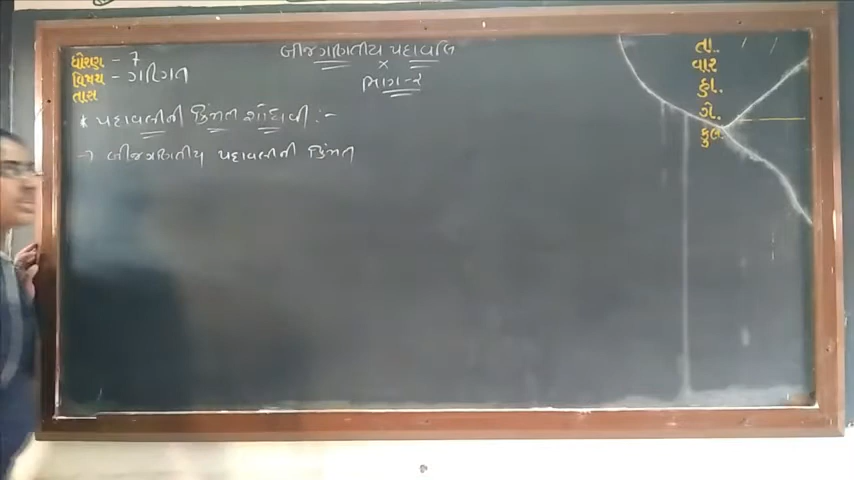 બીજગણિતીય પદાવલિ
×
ભાગ-૨
ધોરણ - 7
વિષય - ગણિત
તાસ
* પદાવલીની કિંમત શોધવી :-
→ બીજગણિતીય પદાવલીની કિંમત
તા. / /
વાર
હા.
ગે.
કુલ